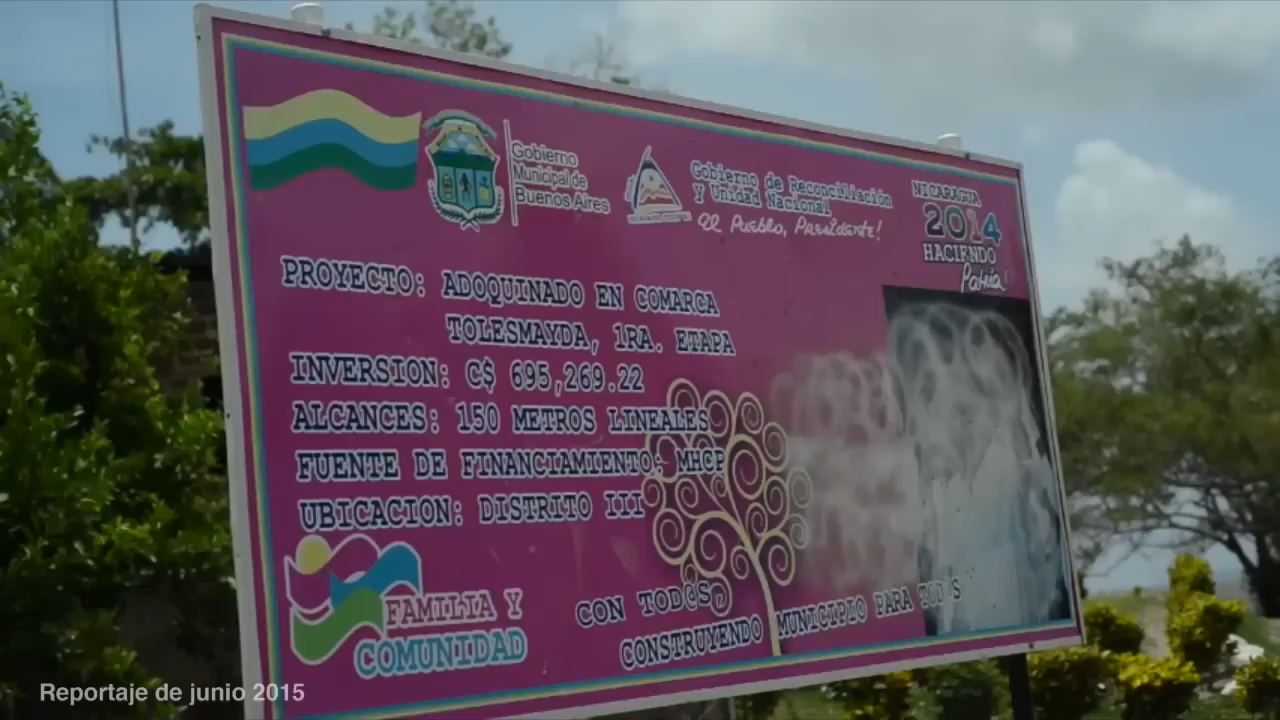 Gobierno
Municipal de
Buenos Aires
Gobierno de Reconciliación
Y Unidad Nacional
El Pueblo, Presidente!
NICARAGUA
2014
HACIENDO
Patria!
PROYECTO: ADOQUINADO EN COMARCA
TOLESMAYDA, 1RA. ETAPA
INVERSION: C$ 695,269.22
ALCANCES: 150 METROS LINEALES
FUENTE DE FINANCIAMIENTO: MHCP
UBICACION: DISTRITO III
FAMILIA Y
COMUNIDAD
CON TOD@S
CONSTRUYENDO MUNICIPIO PARA TOD@S
Reportaje de junio 2015